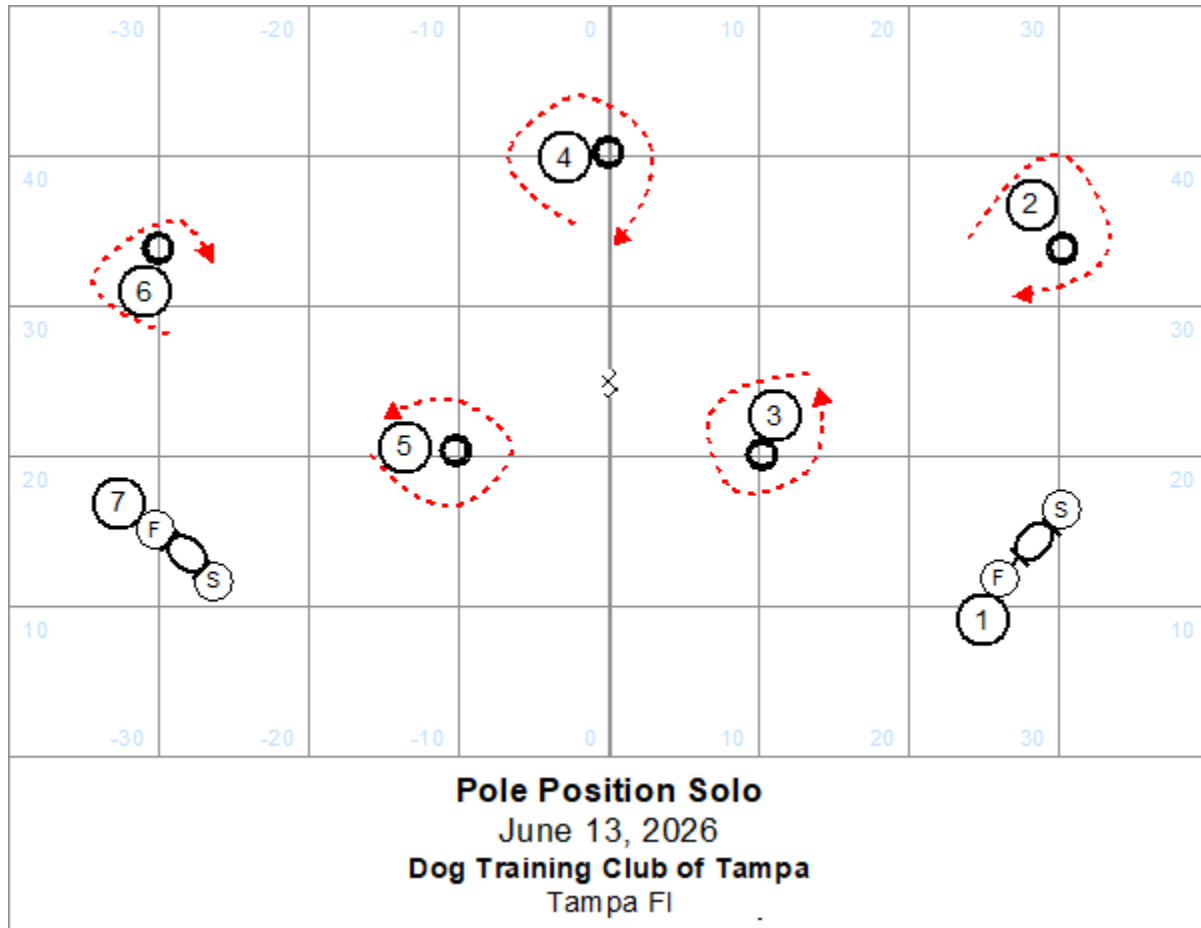 -30 -20 -10 0 10 20 30
4 2
40 40
6
30 30
3
5
20 20
7 F S
F S
1
10 10
-30 -20 -10 0 10 20 30
Pole Position Solo
June 13, 2026
Dog Training Club of Tampa
Tampa Fl